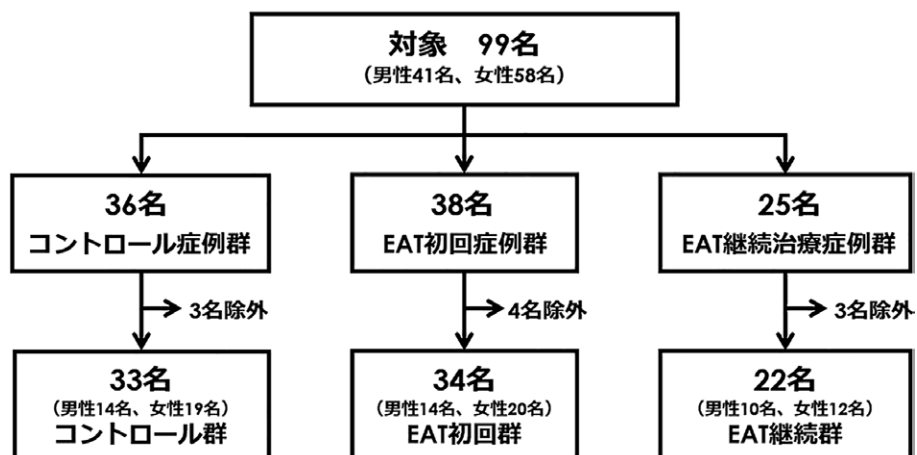 対象　99名
（男性41名、女性58名）
36名
コントロール症例群
38名
EAT初回症例群
25名
EAT継続治療症例群
3名除外
4名除外
3名除外
33名
（男性14名、女性19名）
コントロール群
34名
（男性14名、女性20名）
EAT初回群
22名
（男性10名、女性12名）
EAT継続群